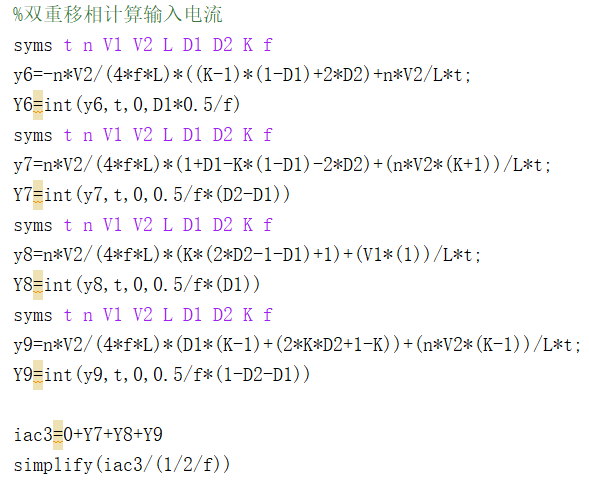 %双重移相计算输入电流
syms t n V1 V2 L D1 D2 K f
y6=-n*V2/(4*f*L)*((K-1)*(1-D1)+2*D2)+n*V2/L*t;
Y6=int(y6,t,0,D1*0.5/f)
syms t n V1 V2 L D1 D2 K f
y7=n*V2/(4*f*L)*(1+D1-K*(1-D1)-2*D2)+(n*V2*(K+1))/L*t;
Y7=int(y7,t,0,0.5/f*(D2-D1))
syms t n V1 V2 L D1 D2 K f
y8=n*V2/(4*f*L)*(K*(2*D2-1-D1)+1)+(V1*(1))/L*t;
Y8=int(y8,t,0,0.5/f*(D1))
syms t n V1 V2 L D1 D2 K f
y9=n*V2/(4*f*L)*(D1*(K-1)+(2*K*D2+1-K))+(n*V2*(K-1))/L*t;
Y9=int(y9,t,0,0.5/f*(1-D2-D1))
iac3=0+Y7+Y8+Y9
simplify(iac3/(1/2/f))